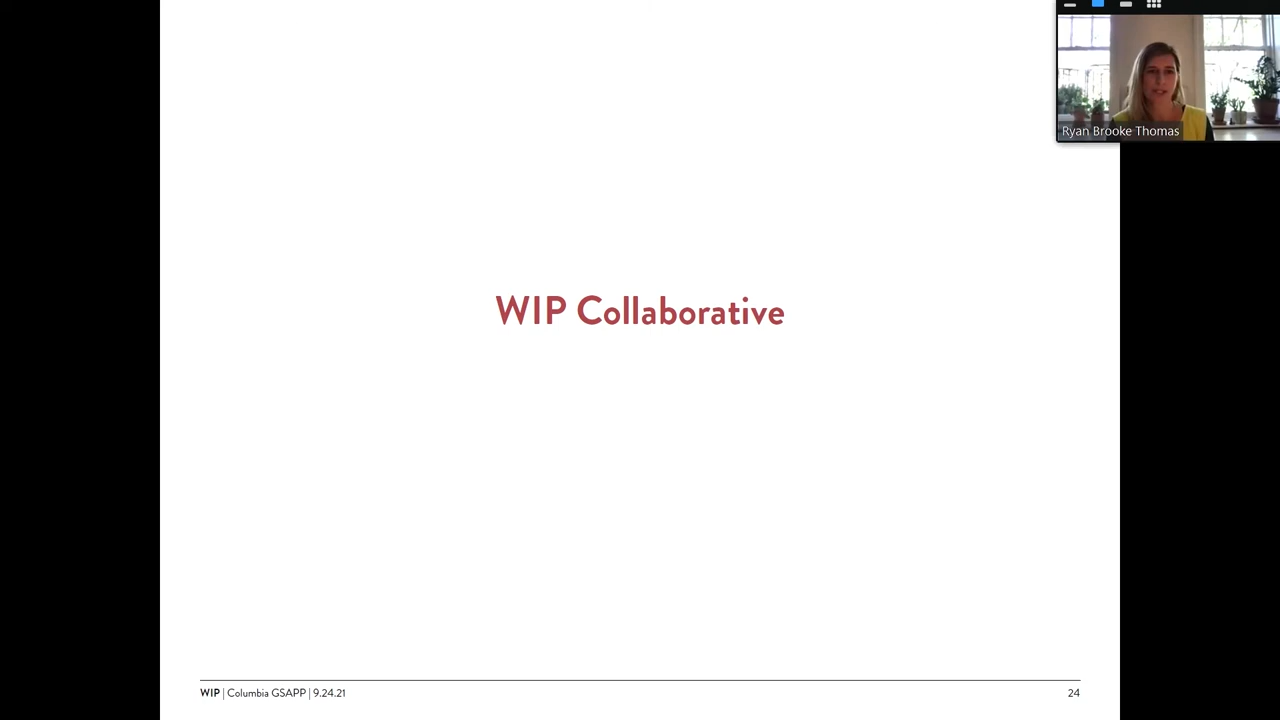 Ryan Brooke Thomas
WIP Collaborative
WIP | Columbia GSAPP | 9.24.21
24